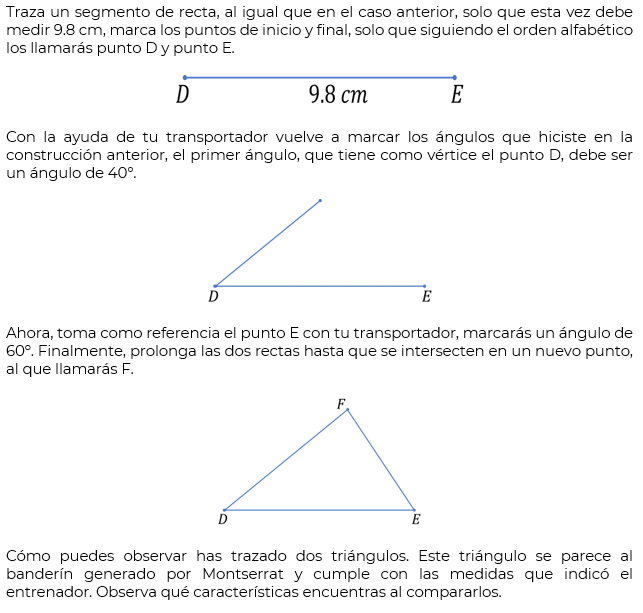 Traza un segmento de recta, al igual que en el caso anterior, solo que esta vez debe
medir 9.8 cm, marca los puntos de inicio y final, solo que siguiendo el orden alfabético
los llamarás punto D y punto E.
D 9.8 cm E
Con la ayuda de tu transportador vuelve a marcar los ángulos que hiciste en la
construcción anterior, el primer ángulo, que tiene como vértice el punto D, debe ser
un ángulo de 40°.
D E
Ahora, toma como referencia el punto E con tu transportador, marcarás un ángulo de
60°. Finalmente, prolonga las dos rectas hasta que se intersecten en un nuevo punto,
al que llamarás F.
F
D E
Cómo puedes observar has trazado dos triángulos. Este triángulo se parece al
banderín generado por Montserrat y cumple con las medidas que indicó el
entrenador. Observa qué características encuentras al compararlos.